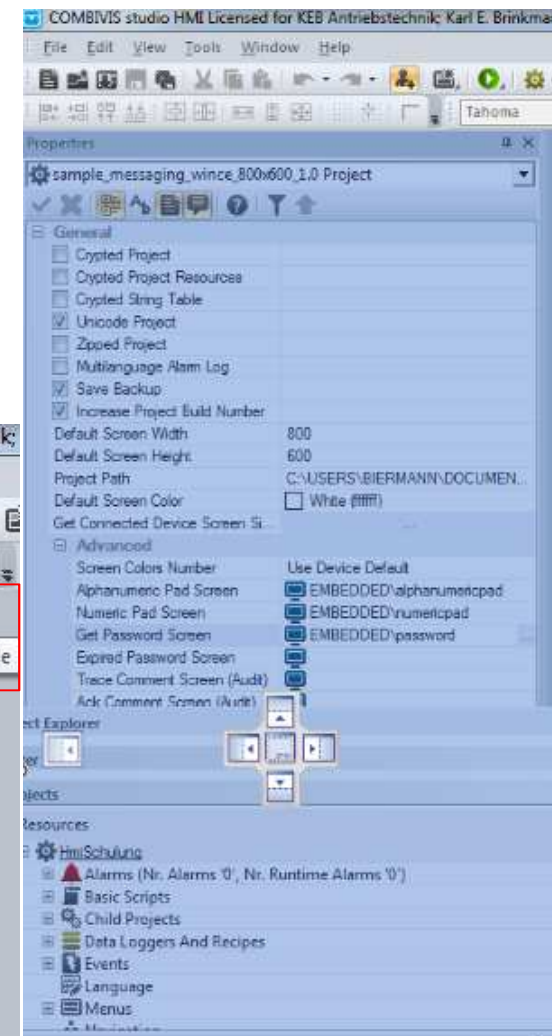 COMBIVIS studio HMI Licensed for KEB Antriebstechnik; Karl E. Brinkma
File Edit View Tools Window Help
Tahoma
Properties
sample_messaging_wince_800x600_1.0 Project
General
Crypted Project
Crypted Project Resources
Crypted String Table
Unicode Project
Zipped Project
Multilanguage Alarm Log
Save Backup
Increase Project Build Number
Default Screen Width 800
Default Screen Height 600
Project Path C:\USERS\BIERMANN\DOCUMEN...
Default Screen Color White (ffffff)
Get Connected Device Screen Si... ...
Advanced
Screen Colors Number Use Device Default
Alphanumeric Pad Screen EMBEDDED\alphanumericpad
Numeric Pad Screen EMBEDDED\numericpad
Get Password Screen EMBEDDED\password
Expired Password Screen
Trace Comment Screen (Audit)
Ack Comment Screen (Audit)
ect Explorer
er
ojects
Resources
HmiSchulung
Alarms (Nr. Alarms '0', Nr. Runtime Alarms '0')
Basic Scripts
Child Projects
Data Loggers And Recipes
Events
Language
Menus
k;
e